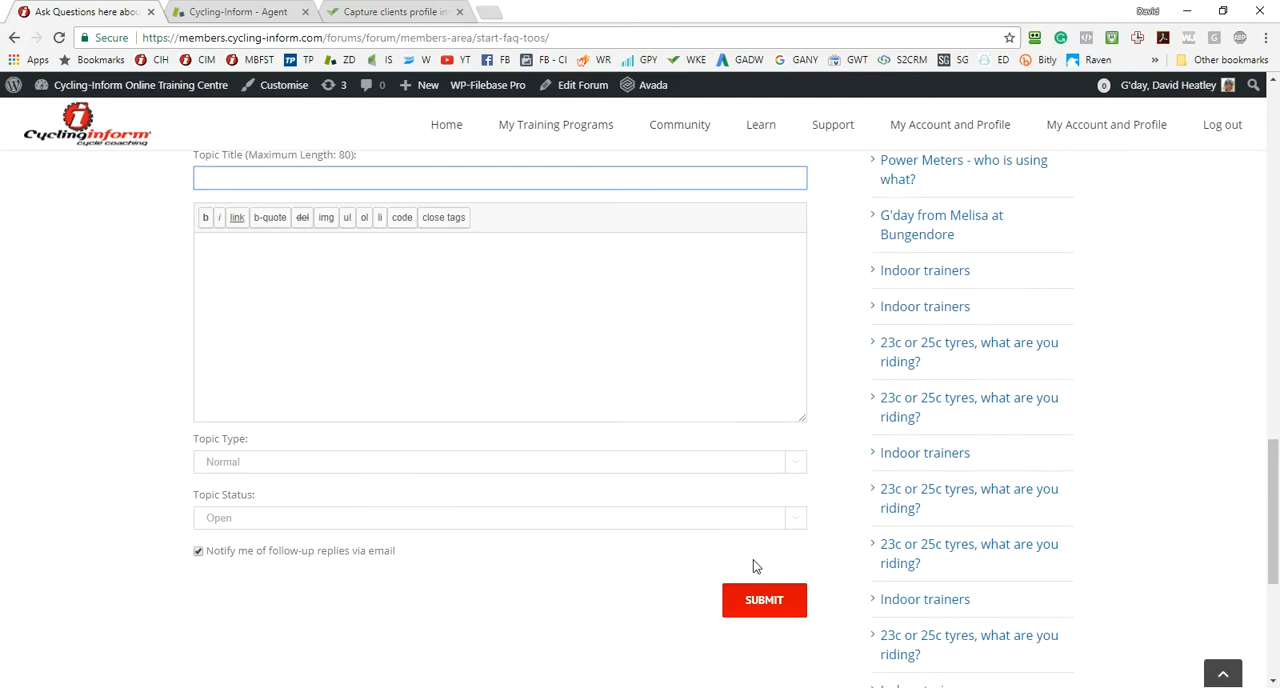 Ask Questions here abou
Cycling-Inform - Agent
Capture clients profile in
David
Secure
https://members.cycling-inform.com/forums/forum/members-area/start-faq-toos/
Apps
Bookmarks
CIH
CIM
MBFST
TP
ZD
IS
W
YT
FB
FB - CI
WR
GPY
WKE
GADW
GANY
GWT
S2CRM
SG
ED
Bitly
Raven
»
Other bookmarks
Cycling-Inform Online Training Centre
Customise
3
0
New
WP-Filebase Pro
Edit Forum
Avada
0
G'day, David Heatley
Cyclinginform
cycle coaching
Home
My Training Programs
Community
Learn
Support
My Account and Profile
My Account and Profile
Log out
Topic Title (Maximum Length: 80):
b
i
link
b-quote
del
img
ul
ol
li
code
close tags
Topic Type:
Normal
Topic Status:
Open
Notify me of follow-up replies via email
SUBMIT
Power Meters - who is using
what?
G'day from Melisa at
Bungendore
Indoor trainers
Indoor trainers
23c or 25c tyres, what are you
riding?
23c or 25c tyres, what are you
riding?
Indoor trainers
23c or 25c tyres, what are you
riding?
23c or 25c tyres, what are you
riding?
Indoor trainers
23c or 25c tyres, what are you
riding?